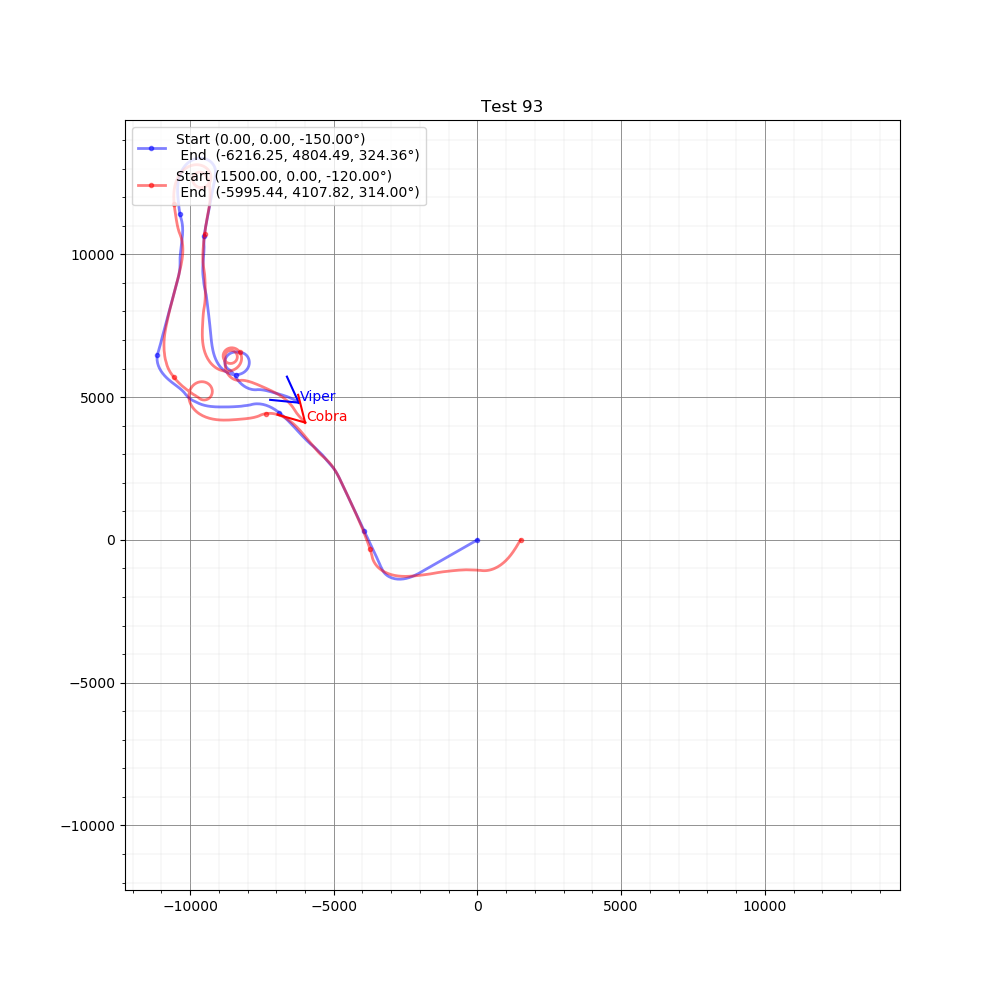 Test 93
Start (0.00, 0.00, -150.00°)
End (-6216.25, 4804.49, 324.36°)
Start (1500.00, 0.00, -120.00°)
End (-5995.44, 4107.82, 314.00°)
10000
5000
0
−5000
−10000
Viper
Cobra
−10000
−5000
0
5000
10000